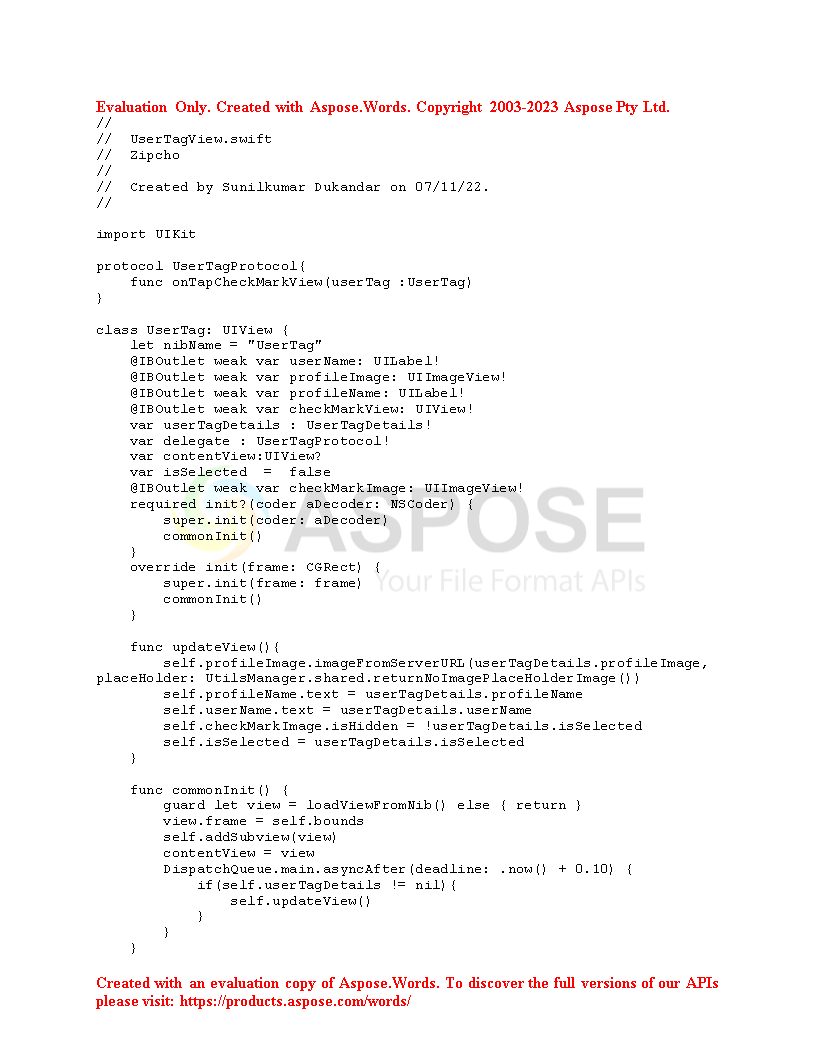 Evaluation Only. Created with Aspose.Words. Copyright 2003-2023 Aspose Pty Ltd.
//
//  UserTagView.swift
//  Zipcho
//
//  Created by Sunilkumar Dukandar on 07/11/22.
//
import UIKit
protocol UserTagProtocol{
    func onTapCheckMarkView(userTag :UserTag)
}
class UserTag: UIView {
    let nibName = "UserTag"
    @IBOutlet weak var userName: UILabel!
    @IBOutlet weak var profileImage: UIImageView!
    @IBOutlet weak var profileName: UILabel!
    @IBOutlet weak var checkMarkView: UIView!
    var userTagDetails : UserTagDetails!
    var delegate : UserTagProtocol!
    var contentView:UIView?
    var isSelected  =  false
    @IBOutlet weak var checkMarkImage: UIImageView!
    required init?(coder aDecoder: NSCoder) {
        super.init(coder: aDecoder)
        commonInit()
    }
    override init(frame: CGRect) {
        super.init(frame: frame)
        commonInit()
    }
ASPOSE
Your File Format APIs
    func updateView(){
        self.profileImage.imageFromServerURL(userTagDetails.profileImage,
placeHolder: UtilsManager.shared.returnNoImagePlaceHolderImage())
        self.profileName.text = userTagDetails.profileName
        self.userName.text = userTagDetails.userName
        self.checkMarkImage.isHidden = !userTagDetails.isSelected
        self.isSelected = userTagDetails.isSelected
    }
    func commonInit() {
        guard let view = loadViewFromNib() else { return }
        view.frame = self.bounds
        self.addSubview(view)
        contentView = view
        DispatchQueue.main.asyncAfter(deadline: .now() + 0.10) {
            if(self.userTagDetails != nil){
                self.updateView()
            }
        }
    }
Created with an evaluation copy of Aspose.Words. To discover the full versions of our APIs
please visit: https://products.aspose.com/words/